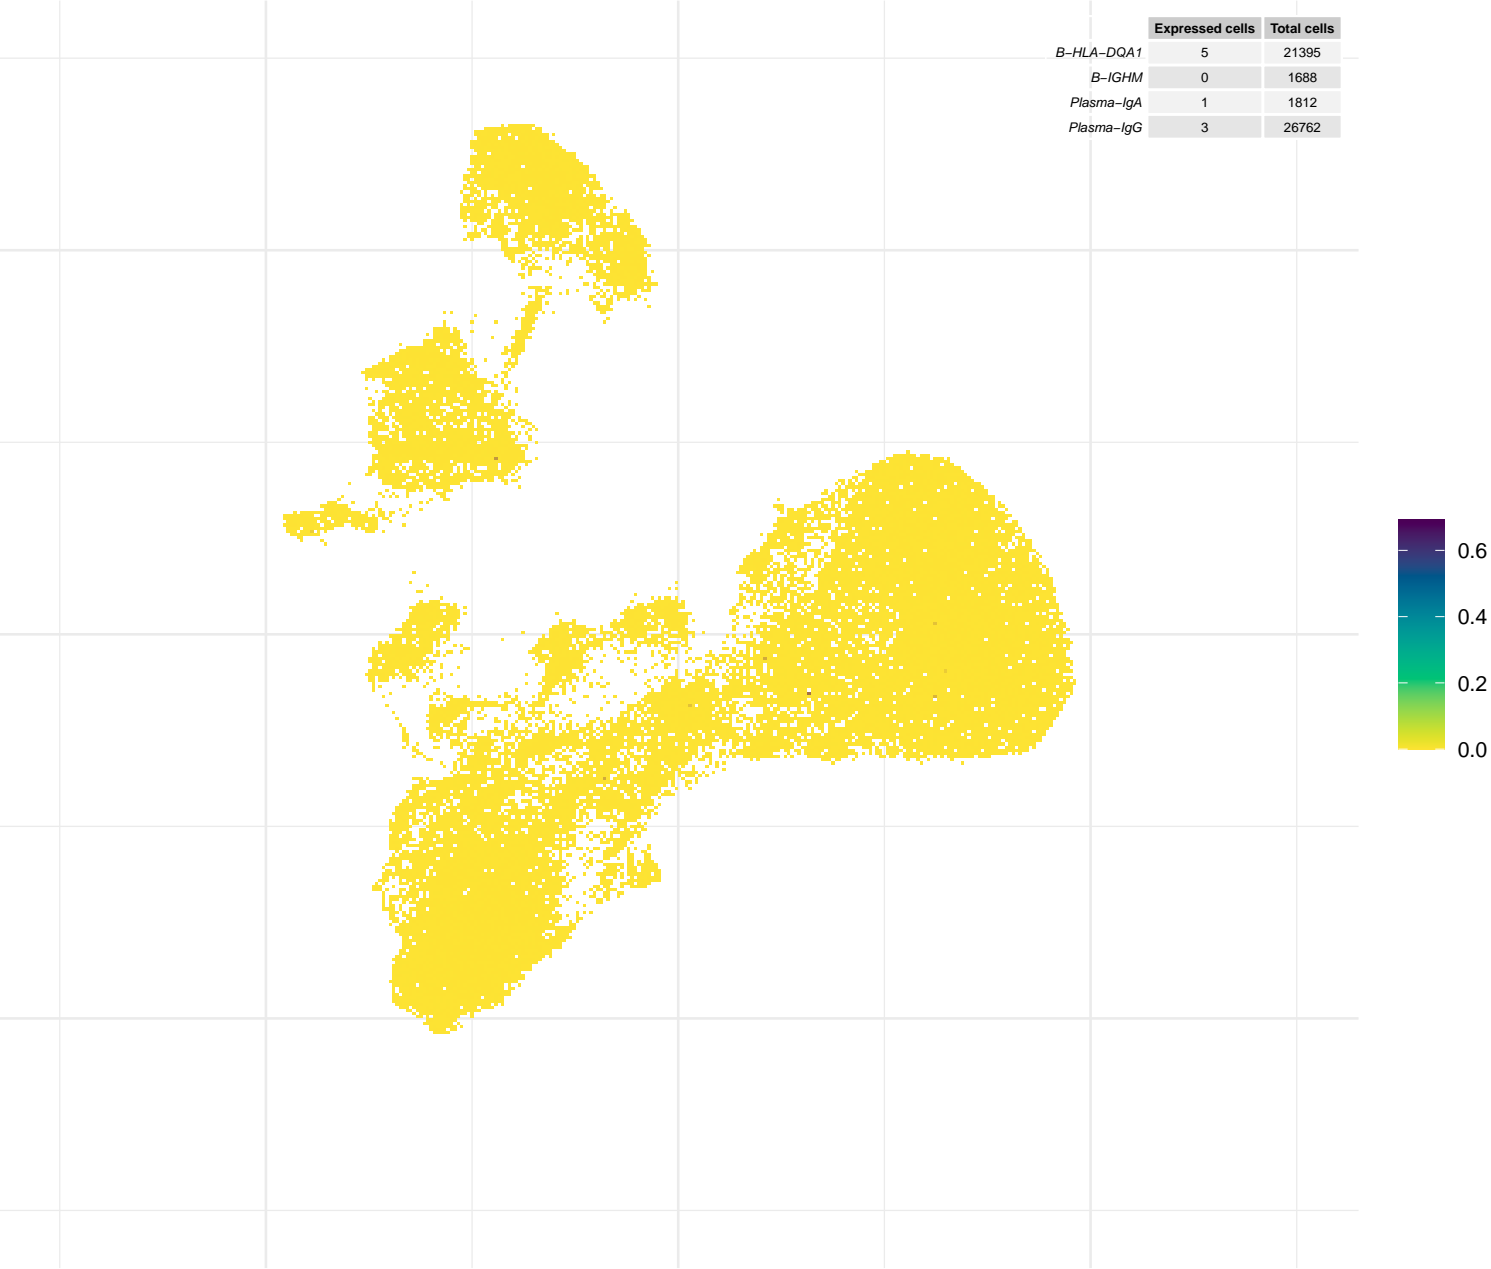 Expressed cells Total cells
B−HLA−DQA1 5 21395
B−IGHM 0 1688
Plasma−IgA 1 1812
Plasma−IgG 3 26762
0.6
0.4
0.2
0.0